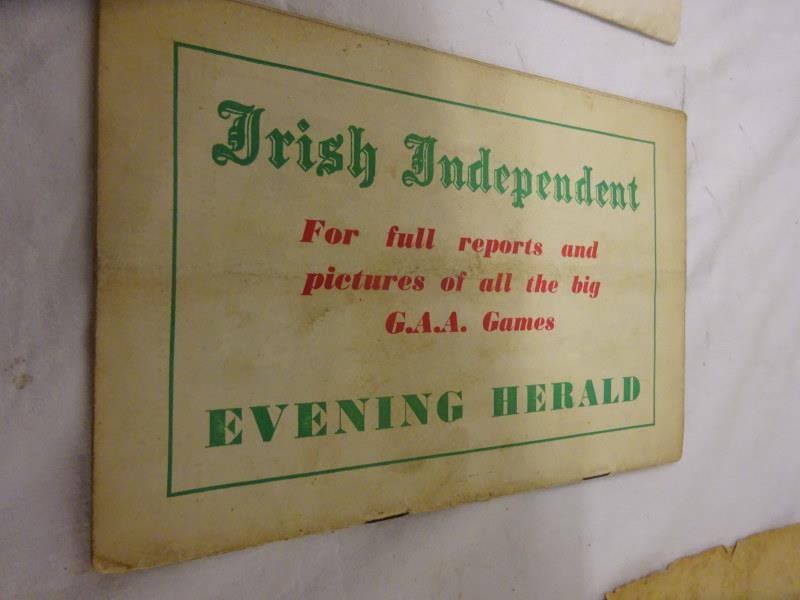 Irish Independent
For full reports and
pictures of all the big
G.A.A. Games
EVENING HERALD